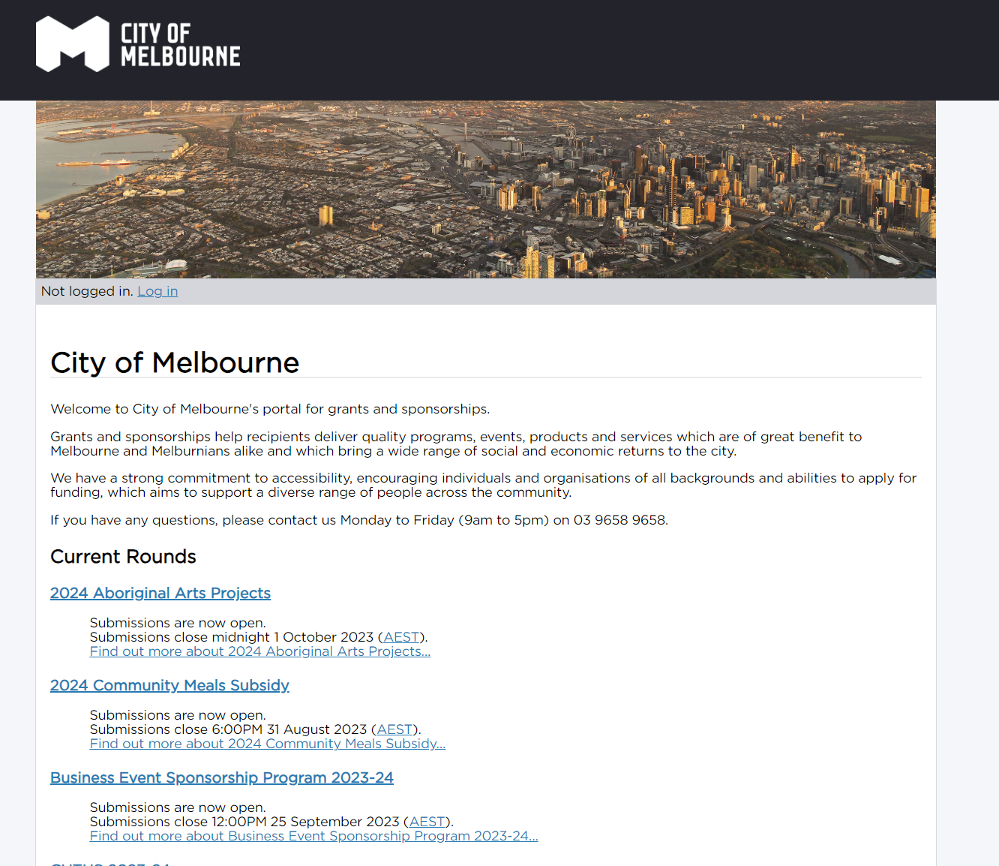 CITY OF
MELBOURNE
Not logged in. Log in
City of Melbourne
Welcome to City of Melbourne's portal for grants and sponsorships.
Grants and sponsorships help recipients deliver quality programs, events, products and services which are of great benefit to
Melbourne and Melburnians alike and which bring a wide range of social and economic returns to the city.
We have a strong commitment to accessibility, encouraging individuals and organisations of all backgrounds and abilities to apply for
funding, which aims to support a diverse range of people across the community.
If you have any questions, please contact us Monday to Friday (9am to 5pm) on 03 9658 9658.
Current Rounds
2024 Aboriginal Arts Projects
Submissions are now open.
Submissions close midnight 1 October 2023 (AEST).
Find out more about 2024 Aboriginal Arts Projects...
2024 Community Meals Subsidy
Submissions are now open.
Submissions close 6:00PM 31 August 2023 (AEST).
Find out more about 2024 Community Meals Subsidy...
Business Event Sponsorship Program 2023-24
Submissions are now open.
Submissions close 12:00PM 25 September 2023 (AEST).
Find out more about Business Event Sponsorship Program 2023-24...